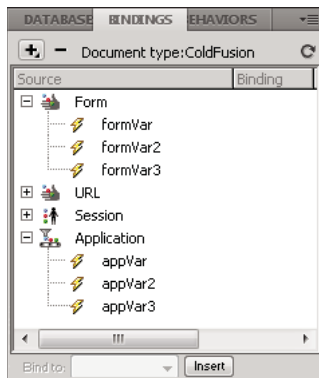 DATABASE BINDINGS EHAVIORS
Document type:ColdFusion
Source Binding
Form
formVar
formVar2
formVar3
URL
Session
Application
appVar
appVar2
appVar3
Bind to: Insert